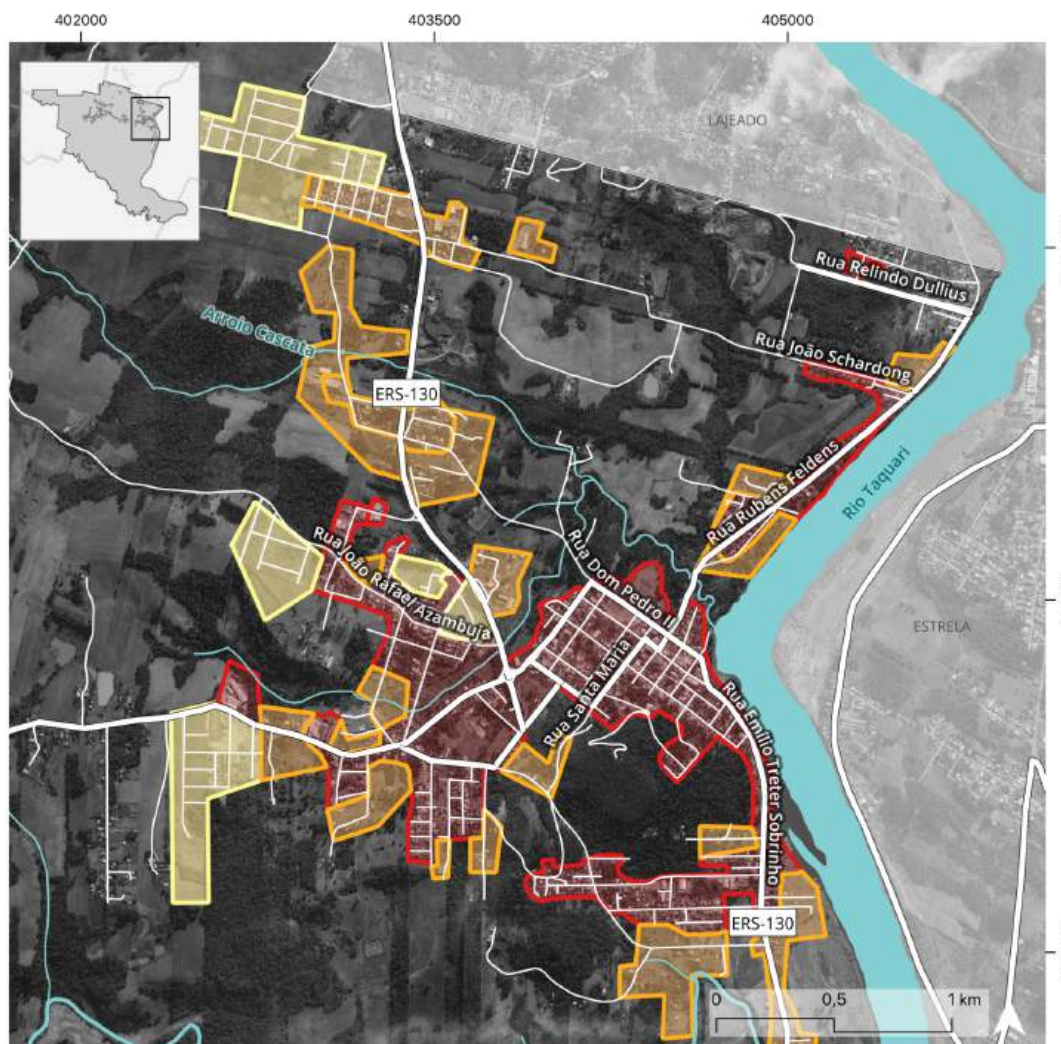 402000
403500
405000
LAJEADO
Rua Relindo Dullius
Arroio Cascata
Rua João Schardong
ERS-130
Rua Rubens Feldens
Rio Taquari
Rua João Rafael Azambuja
Rua Dom Pedro II
ESTRELA
Rua Santa Maria
Rua Emílio Treter Sobrinho
ERS-130
0
0,5
1 km